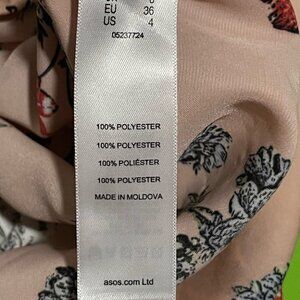 EU 36
US 4
05237724
100% POLYESTER
100% POLYESTER
100% POLIÉSTER
100% POLYESTER
MADE IN MOLDOVA
asos.com Ltd